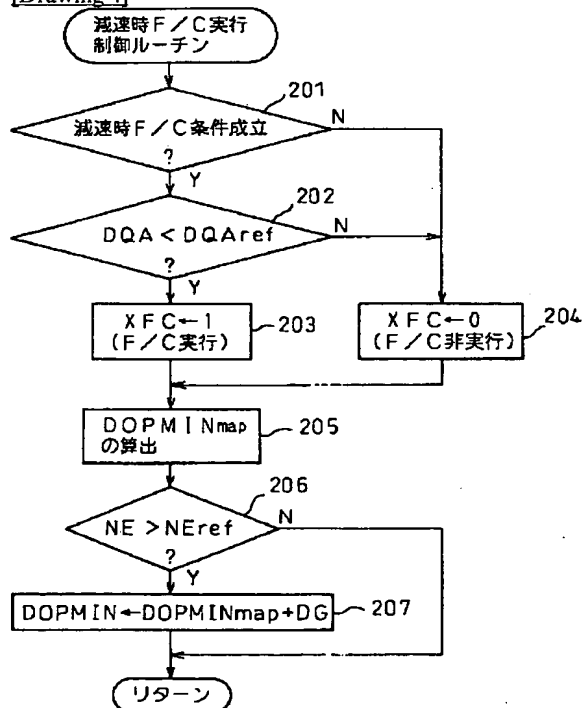 [Drawing 4]
減速時F／C実行
制御ルーチン
201
減速時F／C条件成立
?
N
Y
202
DQA＜DQAref
?
N
Y
XFC←1
(F／C実行)
203
XFC←0
(F／C非実行)
204
DOPMINmap
の算出
205
206
NE＞NEref
?
N
Y
DOPMIN←DOPMINmap+DG
207
リターン